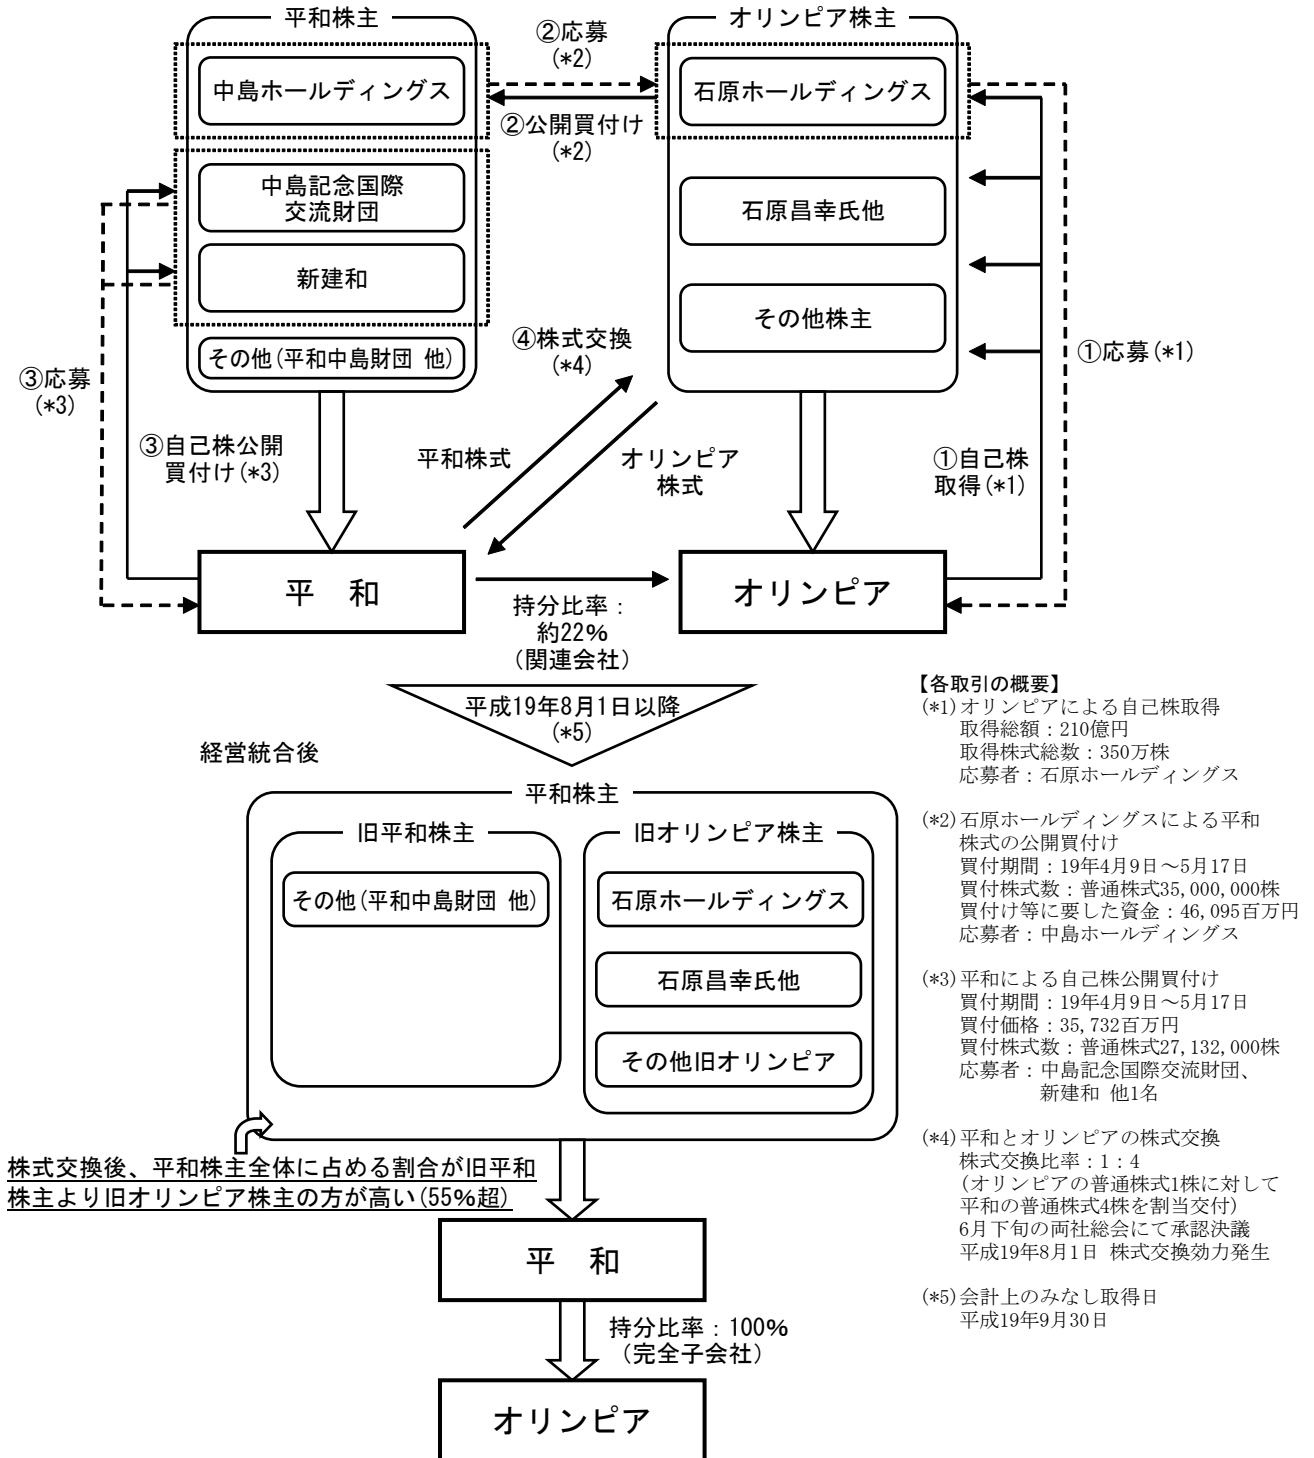 平和株主
オリンピア株主
中島ホールディングス
②応募
(*2)
②公開買付け
(*2)
石原ホールディングス
中島記念国際
交流財団
新建和
その他(平和中島財団 他)
石原昌幸氏他
その他株主
①応募(*1)
③応募
(*3)
③自己株公開
買付け(*3)
④株式交換
(*4)
平和株式
オリンピア
株式
①自己株
取得(*1)
平 和
オリンピア
持分比率：
約22%
(関連会社)
平成19年8月1日以降
(*5)
経営統合後
平和株主
旧平和株主
旧オリンピア株主
その他(平和中島財団 他)
石原ホールディングス
石原昌幸氏他
その他旧オリンピア
株式交換後、平和株主全体に占める割合が旧平和
株主より旧オリンピア株主の方が高い(55%超)
平 和
持分比率：100%
(完全子会社)
オリンピア
【各取引の概要】
(*1)オリンピアによる自己株取得
取得総額：210億円
取得株式総数：350万株
応募者：石原ホールディングス
(*2)石原ホールディングスによる平和
株式の公開買付け
買付期間：19年4月9日～5月17日
買付株式数：普通株式35,000,000株
買付け等に要した資金：46,095百万円
応募者：中島ホールディングス
(*3)平和による自己株公開買付け
買付期間：19年4月9日～5月17日
買付価格：35,732百万円
買付株式数：普通株式27,132,000株
応募者：中島記念国際交流財団、
新建和 他1名
(*4)平和とオリンピアの株式交換
株式交換比率：1：4
(オリンピアの普通株式1株に対して
平和の普通株式4株を割当交付)
6月下旬の両社総会にて承認決議
平成19年8月1日 株式交換効力発生
(*5)会計上のみなし取得日
平成19年9月30日